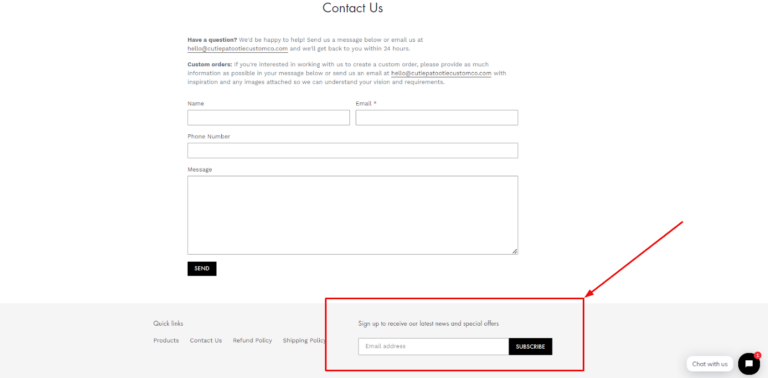 Contact Us
Have a question? We'd be happy to help! Send us a message below or email us at
hello@cutiepatootiecustomco.com and we'll get back to you within 24 hours.
Custom orders: If you're interested in working with us to create a custom order, please provide as much
information as possible in your message below or send us an email at hello@cutiepatootiecustomco.com with
inspiration and any images attached so we can understand your vision and requirements.
Name Email *
Phone Number
Message
SEND
Quick links
Products Contact Us Refund Policy Shipping Policy
Sign up to receive our latest news and special offers
Email address SUBSCRIBE
Chat with us
1